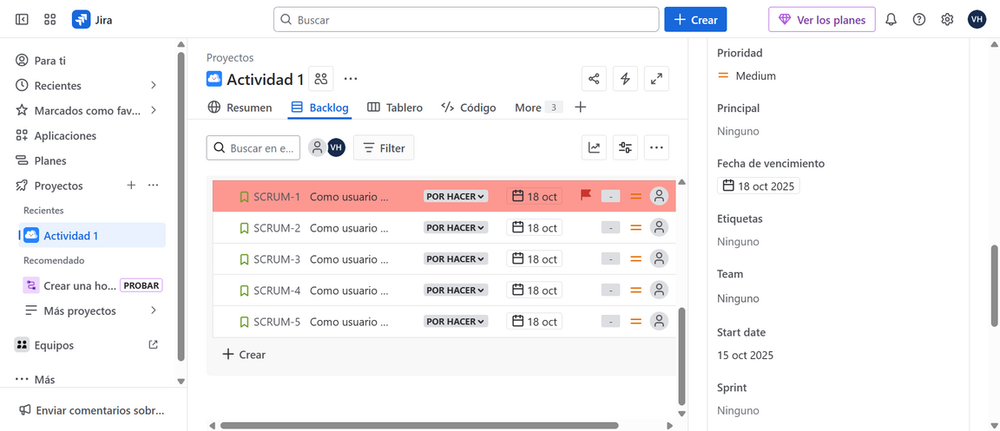 Jira
Buscar
Crear
Ver los planes
VH
Para ti
Recientes
Marcados como fav...
Aplicaciones
Planes
Proyectos
Recientes
Actividad 1
Recomendado
Crear una ho...
PROBAR
Más proyectos
Equipos
Más
Enviar comentarios sobr...
Proyectos
Actividad 1
Resumen
Backlog
Tablero
Código
More 3
Buscar en e...
VH
Filter
SCRUM-1 Como usuario ... POR HACER 18 oct -
SCRUM-2 Como usuario ... POR HACER 18 oct -
SCRUM-3 Como usuario ... POR HACER 18 oct -
SCRUM-4 Como usuario ... POR HACER 18 oct -
SCRUM-5 Como usuario ... POR HACER 18 oct -
Crear
Prioridad
Medium
Principal
Ninguno
Fecha de vencimiento
18 oct 2025
Etiquetas
Ninguno
Team
Ninguno
Start date
15 oct 2025
Sprint
Ninguno